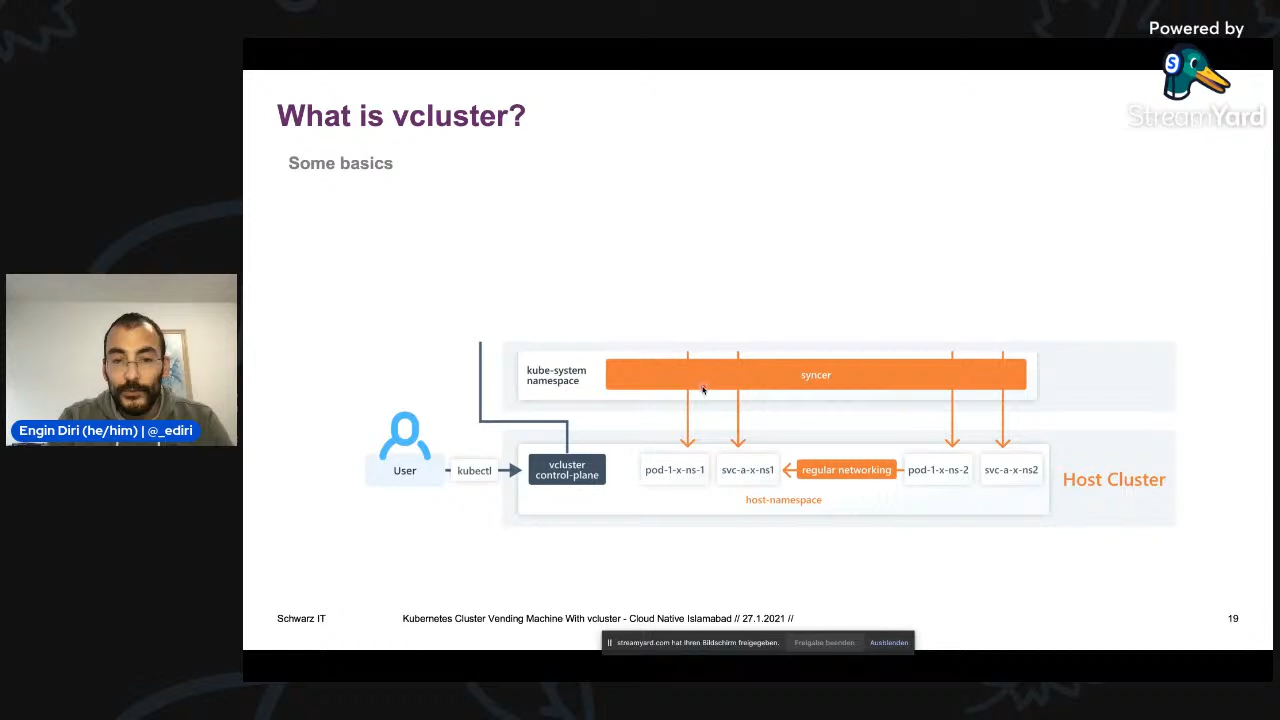 Powered by
StreamYard
What is vcluster?
Some basics
kube-system
namespace
syncer
User
kubectl
vcluster
control-plane
pod-1-x-ns-1
svc-a-x-ns1
regular networking
pod-1-x-ns-2
svc-a-x-ns2
host-namespace
Host Cluster
Engin Diri (he/him) | @_ediri
Schwarz IT
Kubernetes Cluster Vending Machine With vcluster - Cloud Native Islamabad // 27.1.2021 //
19
streamyard.com hat Ihren Bildschirm freigegeben.
Freigabe beenden
Ausblenden